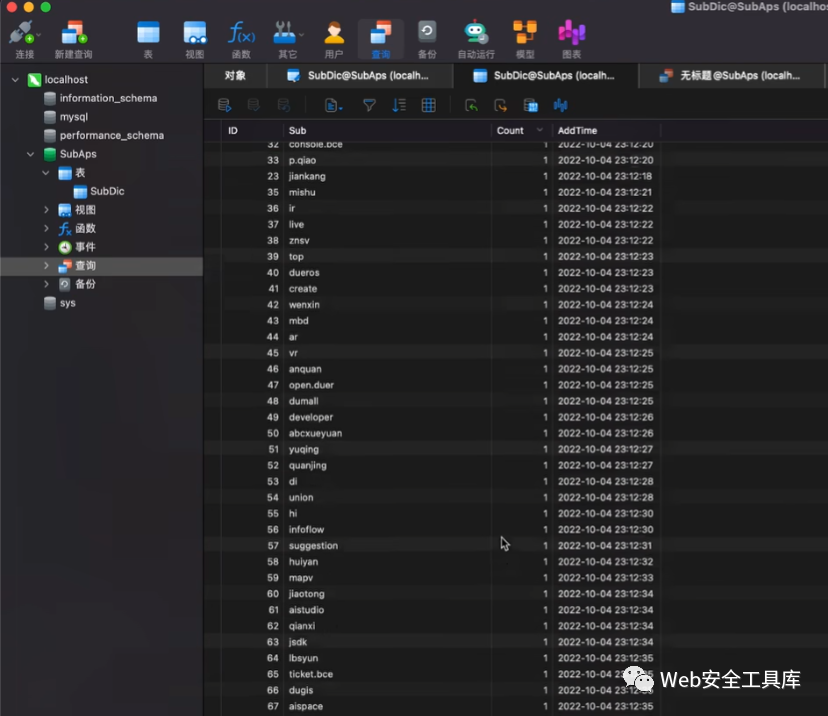 SubDic@SubAps (localhos
连接 新建查询 表 视图 函数 其它 用户 查询 备份 自动运行 模型 图表
对象 SubDic@SubAps (localh... SubDic@SubAps (localh... 无标题@SubAps (localh...
localhost
information_schema
mysql
performance_schema
SubAps
表
SubDic
视图
函数
事件
查询
备份
sys
ID Sub Count AddTime
32 console.bce 1 2022-10-04 23:12:20
33 p.qiao 1 2022-10-04 23:12:20
23 jiankang 1 2022-10-04 23:12:18
35 mishu 1 2022-10-04 23:12:21
36 ir 1 2022-10-04 23:12:22
37 live 1 2022-10-04 23:12:22
38 znsv 1 2022-10-04 23:12:22
39 top 1 2022-10-04 23:12:23
40 dueros 1 2022-10-04 23:12:23
41 create 1 2022-10-04 23:12:23
42 wenxin 1 2022-10-04 23:12:24
43 mbd 1 2022-10-04 23:12:24
44 ar 1 2022-10-04 23:12:24
45 vr 1 2022-10-04 23:12:25
46 anquan 1 2022-10-04 23:12:25
47 open.duer 1 2022-10-04 23:12:25
48 dumall 1 2022-10-04 23:12:25
49 developer 1 2022-10-04 23:12:26
50 abcxueyuan 1 2022-10-04 23:12:26
51 yuqing 1 2022-10-04 23:12:27
52 quanjing 1 2022-10-04 23:12:27
53 di 1 2022-10-04 23:12:28
54 union 1 2022-10-04 23:12:28
55 hi 1 2022-10-04 23:12:30
56 infoflow 1 2022-10-04 23:12:30
57 suggestion 1 2022-10-04 23:12:31
58 huiyan 1 2022-10-04 23:12:32
59 mapv 1 2022-10-04 23:12:33
60 jiaotong 1 2022-10-04 23:12:34
61 aistudio 1 2022-10-04 23:12:34
62 qianxi 1 2022-10-04 23:12:34
63 jsdk 1 2022-10-04 23:12:34
64 lbsyun 1 2022-10-04 23:12:35
65 ticket.bce 1 2022-10-04 23:12:35
66 dugis 1 2022-10-04 23:12:35
67 aispace 1 2022-10-04 23:12:35
Web安全工具库